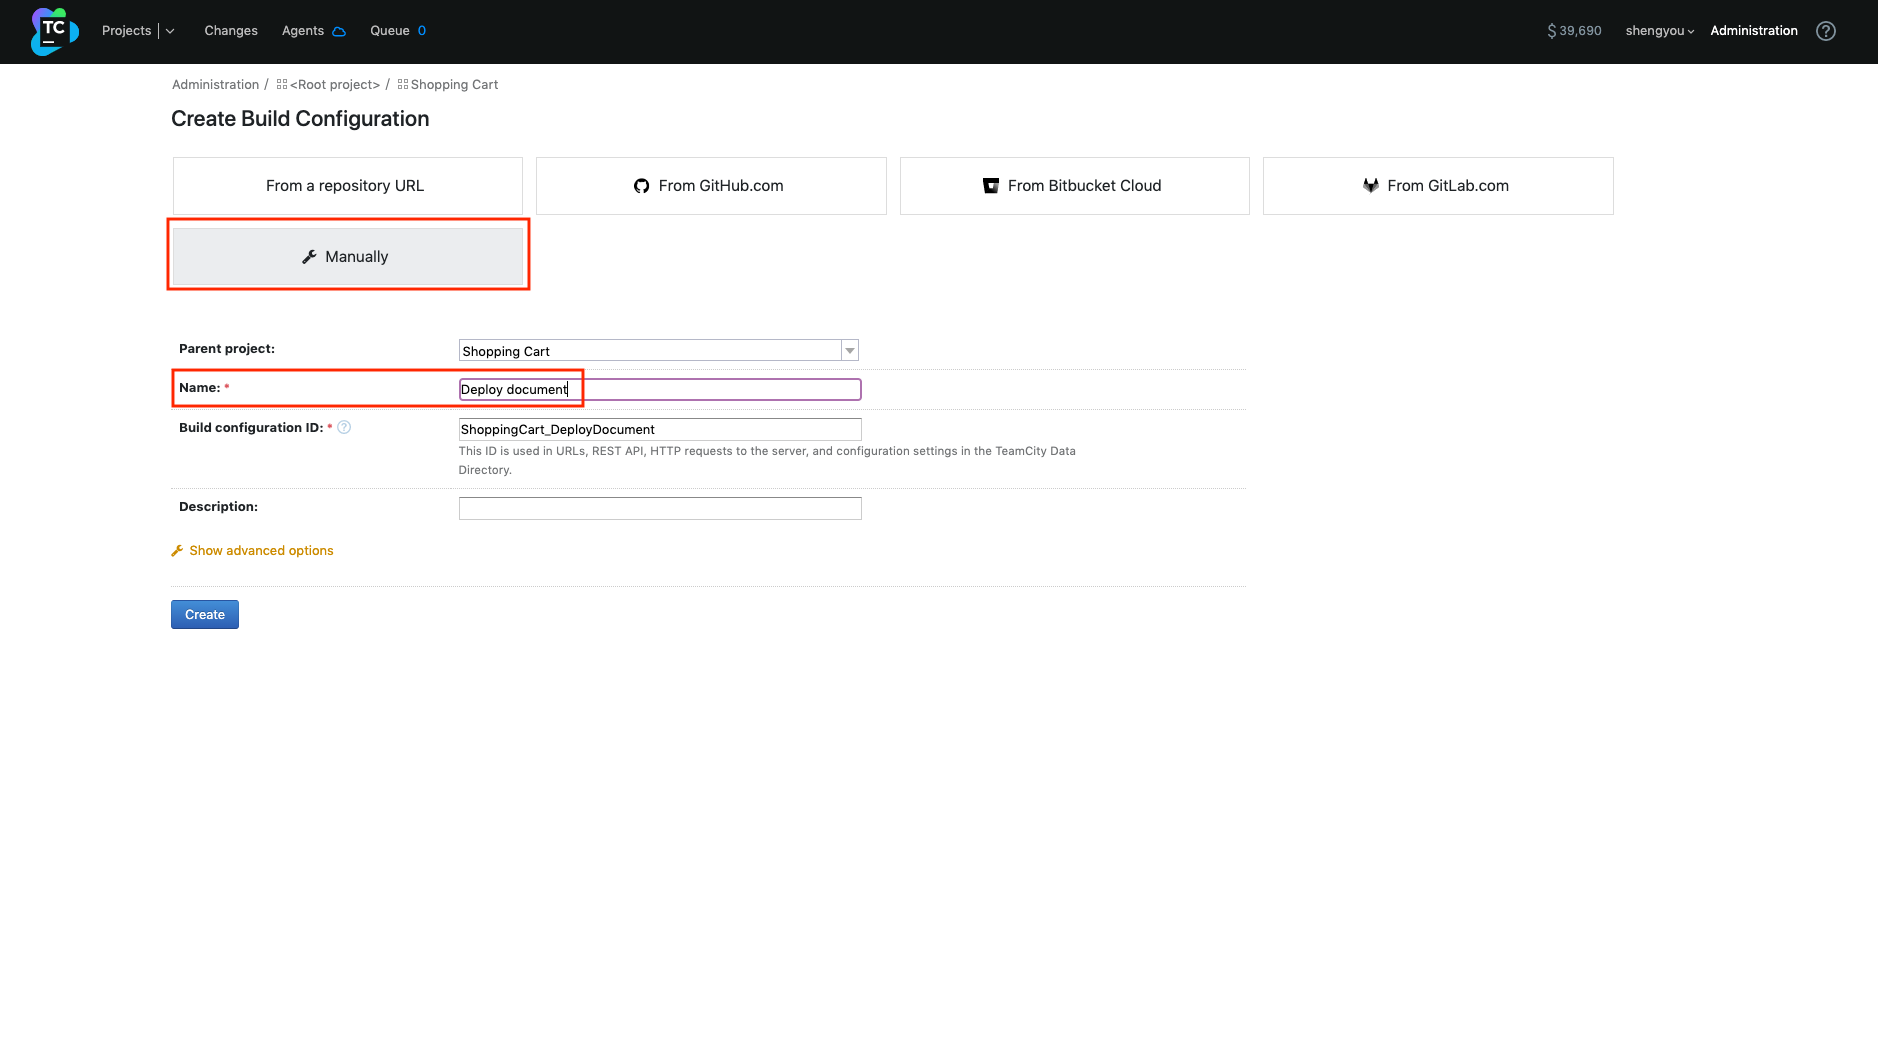 TC Projects Changes Agents Queue 0 $ 39,690 shengyou Administration ?
Administration / <Root project> / Shopping Cart
Create Build Configuration
From a repository URL From GitHub.com From Bitbucket Cloud From GitLab.com
Manually
Parent project: Shopping Cart
Name: * Deploy document
Build configuration ID: * ? ShoppingCart_DeployDocument
This ID is used in URLs, REST API, HTTP requests to the server, and configuration settings in the TeamCity Data
Directory.
Description:
Show advanced options
Create